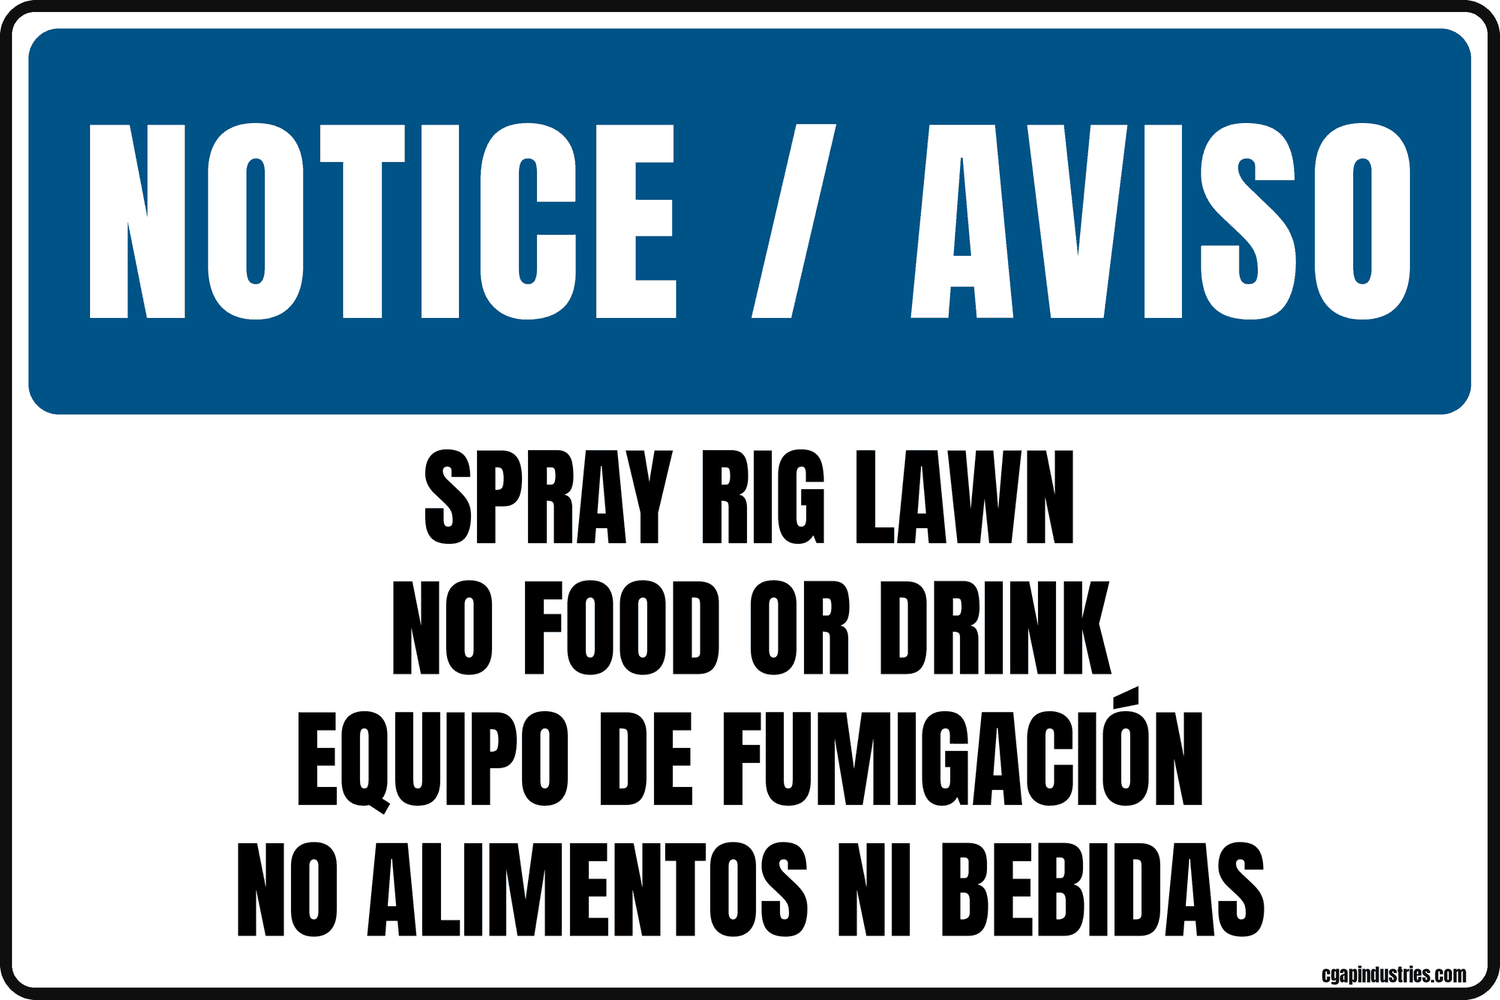 NOTICE / AVISO
SPRAY RIG LAWN
NO FOOD OR DRINK
EQUIPO DE FUMIGACIÓN
NO ALIMENTOS NI BEBIDAS
cgapindustries.com